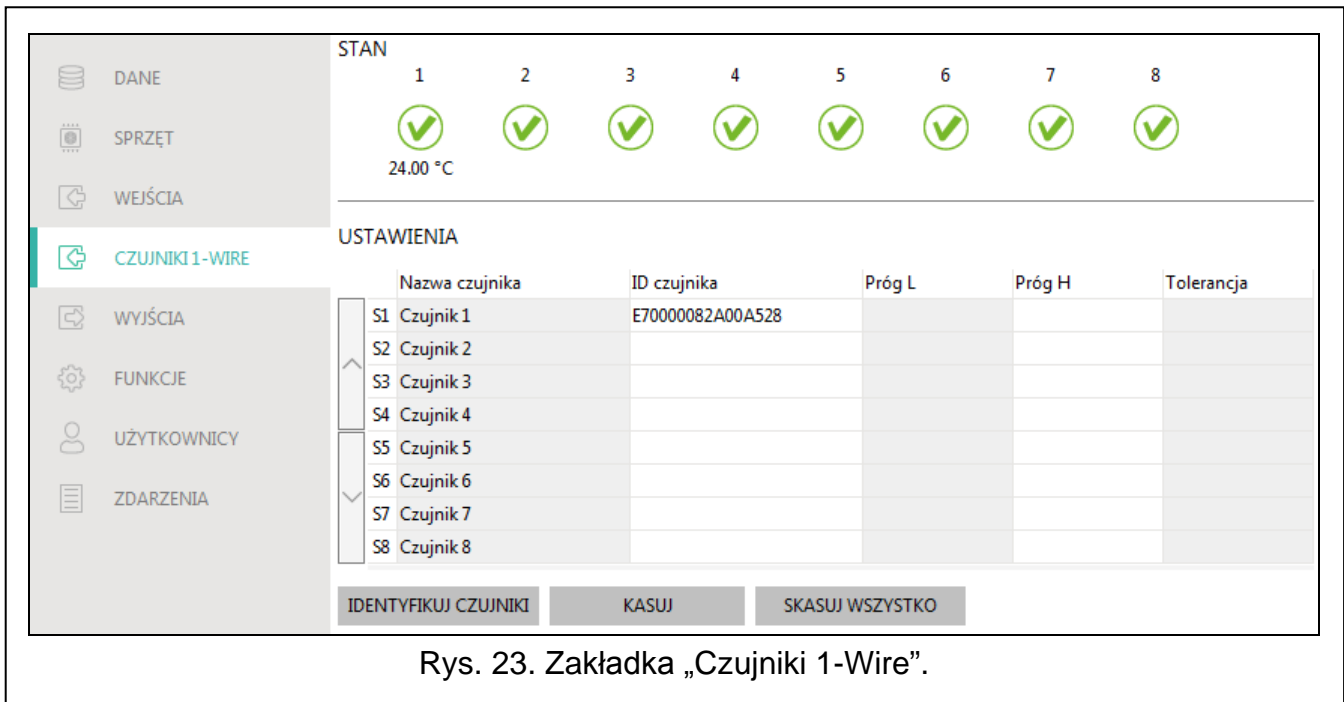 DANE
SPRZĘT
WEJŚCIA
CZUJNIKI 1-WIRE
WYJŚCIA
FUNKCJE
UŻYTKOWNICY
ZDARZENIA
STAN
1 2 3 4 5 6 7 8
24.00 °C
USTAWIENIA
Nazwa czujnika ID czujnika Próg L Próg H Tolerancja
S1 Czujnik 1 E70000082A00A528
S2 Czujnik 2
S3 Czujnik 3
S4 Czujnik 4
S5 Czujnik 5
S6 Czujnik 6
S7 Czujnik 7
S8 Czujnik 8
IDENTYFIKUJ CZUJNIKI KASUJ SKASUJ WSZYSTKO
Rys. 23. Zakładka „Czujniki 1-Wire”.